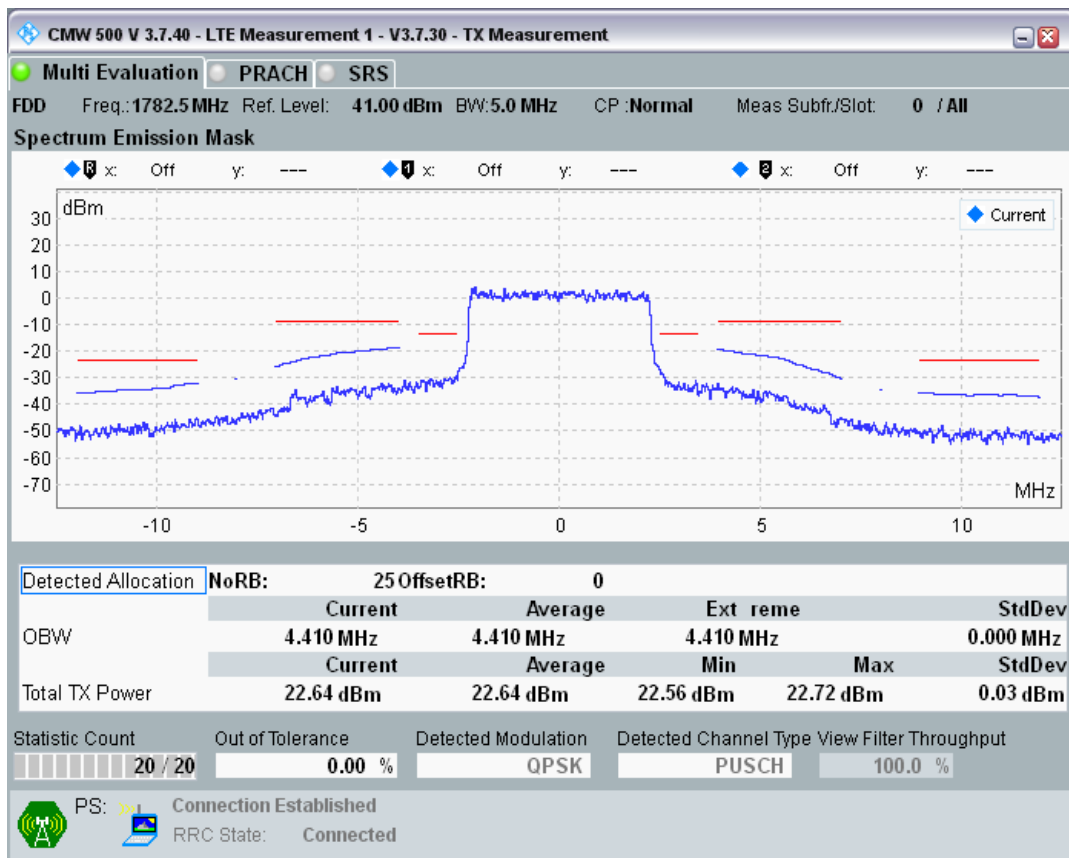 CMW 500 V 3.7.40 - LTE Measurement 1 - V3.7.30 - TX Measurement
Multi Evaluation PRACH SRS
FDD Freq.: 1782.5 MHz Ref. Level: 41.00 dBm BW: 5.0 MHz CP : Normal Meas Subfr./Slot: 0 / All
Spectrum Emission Mask
R x: Off y: --- 1 x: Off y: --- 2 x: Off y: ---
dBm
Current
30
20
10
0
-10
-20
-30
-40
-50
-60
-70
MHz
-10 -5 0 5 10
Detected Allocation NoRB: 25 OffsetRB: 0
Current Average Ext reme StdDev
OBW 4.410 MHz 4.410 MHz 4.410 MHz 0.000 MHz
Current Average Min Max StdDev
Total TX Power 22.64 dBm 22.64 dBm 22.56 dBm 22.72 dBm 0.03 dBm
Statistic Count Out of Tolerance Detected Modulation Detected Channel Type View Filter Throughput
20 / 20 0.00 % QPSK PUSCH 100.0 %
PS: Connection Established
RRC State: Connected